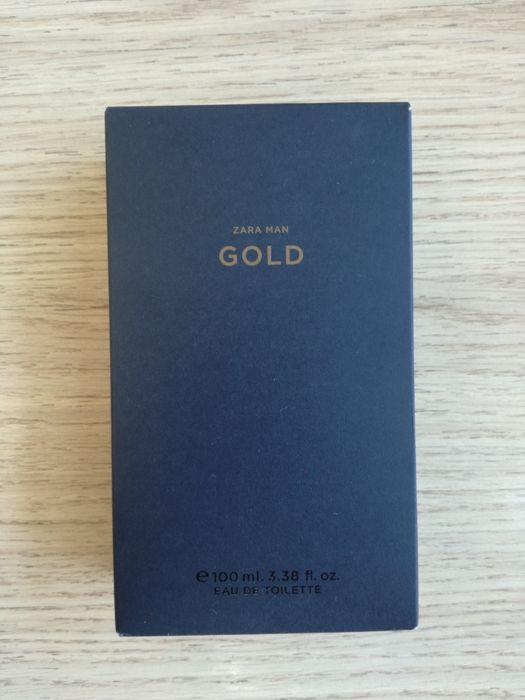 ZARA MAN
GOLD
℮ 100 ml. 3.38 fl. oz.
EAU DE TOILETTE